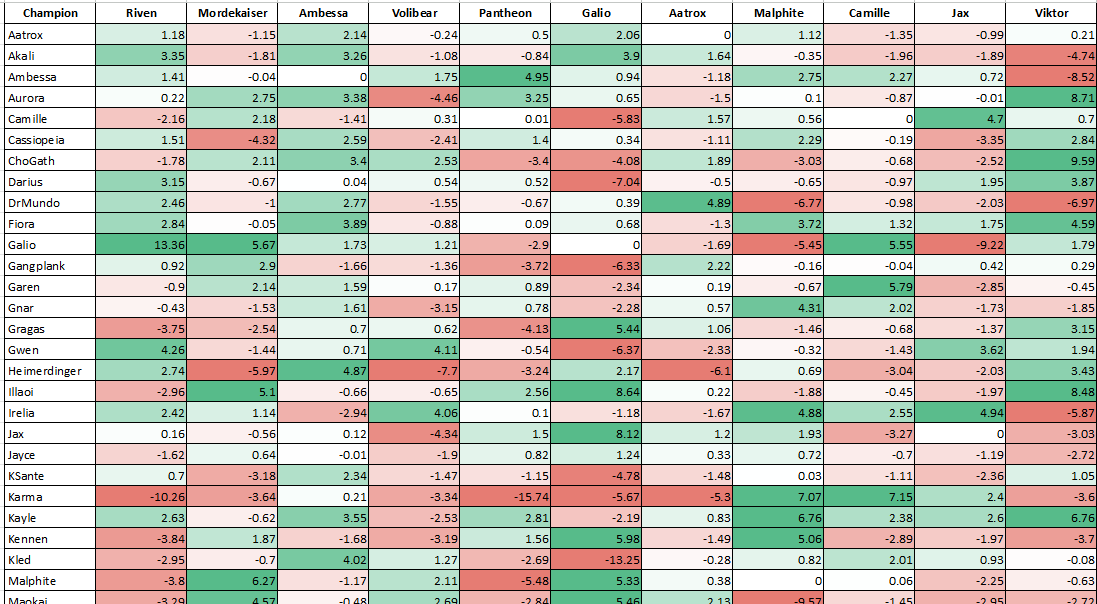 Champion Riven Mordekaiser Ambessa Volibear Pantheon Galio Aatrox Malphite Camille Jax Viktor
Aatrox 1.18 -1.15 2.14 -0.24 0.5 2.06 0 1.12 -1.35 -0.99 0.21
Akali 3.35 -1.81 3.26 -1.08 -0.84 3.9 1.64 -0.35 -1.96 -1.89 -4.74
Ambessa 1.41 -0.04 0 1.75 4.95 0.94 -1.18 2.75 2.27 0.72 -8.52
Aurora 0.22 2.75 3.38 -4.46 3.25 0.65 -1.5 0.1 -0.87 -0.01 8.71
Camille -2.16 2.18 -1.41 0.31 0.01 -5.83 1.57 0.56 0 4.7 0.7
Cassiopeia 1.51 -4.32 2.59 -2.41 1.4 0.34 -1.11 2.29 -0.19 -3.35 2.84
ChoGath -1.78 2.11 3.4 2.53 -3.4 -4.08 1.89 -3.03 -0.68 -2.52 9.59
Darius 3.15 -0.67 0.04 0.54 0.52 -7.04 -0.5 -0.65 -0.97 1.95 3.87
DrMundo 2.46 -1 2.77 -1.55 -0.67 0.39 4.89 -6.77 -0.98 -2.03 -6.97
Fiora 2.84 -0.05 3.89 -0.88 0.09 0.68 -1.3 3.72 1.32 1.75 4.59
Galio 13.36 5.67 1.73 1.21 -2.9 0 -1.69 -5.45 5.55 -9.22 1.79
Gangplank 0.92 2.9 -1.66 -1.36 -3.72 -6.33 2.22 -0.16 -0.04 0.42 0.29
Garen -0.9 2.14 1.59 0.17 0.89 -2.34 0.19 -0.67 5.79 -2.85 -0.45
Gnar -0.43 -1.53 1.61 -3.15 0.78 -2.28 0.57 4.31 2.02 -1.73 -1.85
Gragas -3.75 -2.54 0.7 0.62 -4.13 5.44 1.06 -1.46 -0.68 -1.37 3.15
Gwen 4.26 -1.44 0.71 4.11 -0.54 -6.37 -2.33 -0.32 -1.43 3.62 1.94
Heimerdinger 2.74 -5.97 4.87 -7.7 -3.24 2.17 -6.1 0.69 -3.04 -2.03 3.43
Illaoi -2.96 5.1 -0.66 -0.65 2.56 8.64 0.22 -1.88 -0.45 -1.97 8.48
Irelia 2.42 1.14 -2.94 4.06 0.1 -1.18 -1.67 4.88 2.55 4.94 -5.87
Jax 0.16 -0.56 0.12 -4.34 1.5 8.12 1.2 1.93 -3.27 0 -3.03
Jayce -1.62 0.64 -0.01 -1.9 0.82 1.24 0.33 0.72 -0.7 -1.19 -2.72
KSante 0.7 -3.18 2.34 -1.47 -1.15 -4.78 -1.48 0.03 -1.11 -2.36 1.05
Karma -10.26 -3.64 0.21 -3.34 -15.74 -5.67 -5.3 7.07 7.15 2.4 -3.6
Kayle 2.63 -0.62 3.55 -2.53 2.81 -2.19 0.83 6.76 2.38 2.6 6.76
Kennen -3.84 1.87 -1.68 -3.19 1.56 5.98 -1.49 5.06 -2.89 -1.97 -3.7
Kled -2.95 -0.7 4.02 1.27 -2.69 -13.25 -0.28 0.82 2.01 0.93 -0.08
Malphite -3.8 6.27 -1.17 2.11 -5.48 5.33 0.38 0 0.06 -2.25 -0.63
Maokai -3.29 4.57 -0.48 2.69 -2.84 5.46 2.13 -9.57 -1.45 -2.95 -2.72